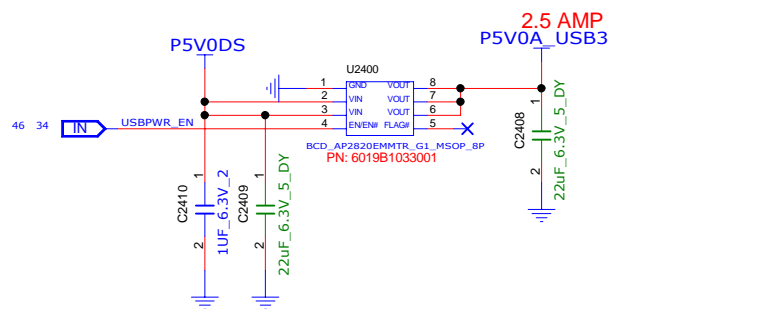 2.5 AMP
P5V0DS
P5V0A_USB3
U2400
1 GND VOUT 8
2 VIN VOUT 7
3 VIN VOUT 6
46 34 IN USBPWR_EN 4 EN/EN# FLAG# 5
BCD_AP2820EMMTR_G1_MSOP_8P
PN: 6019B1033001
C2408
1
2
22uF_6.3V_5_DY
C2410
1
2
1UF_6.3V_2
C2409
1
2
22uF_6.3V_5_DY